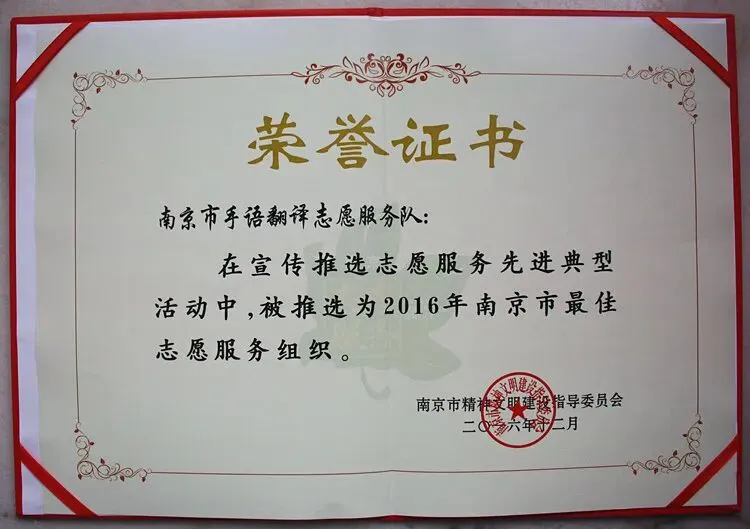 荣誉证书
南京市手语翻译志愿服务队:
在宣传推选志愿服务先进典型
活动中,被推选为2016年南京市最佳
志愿服务组织。
南京市精神文明建设指导委员会
二〇一六年十二月